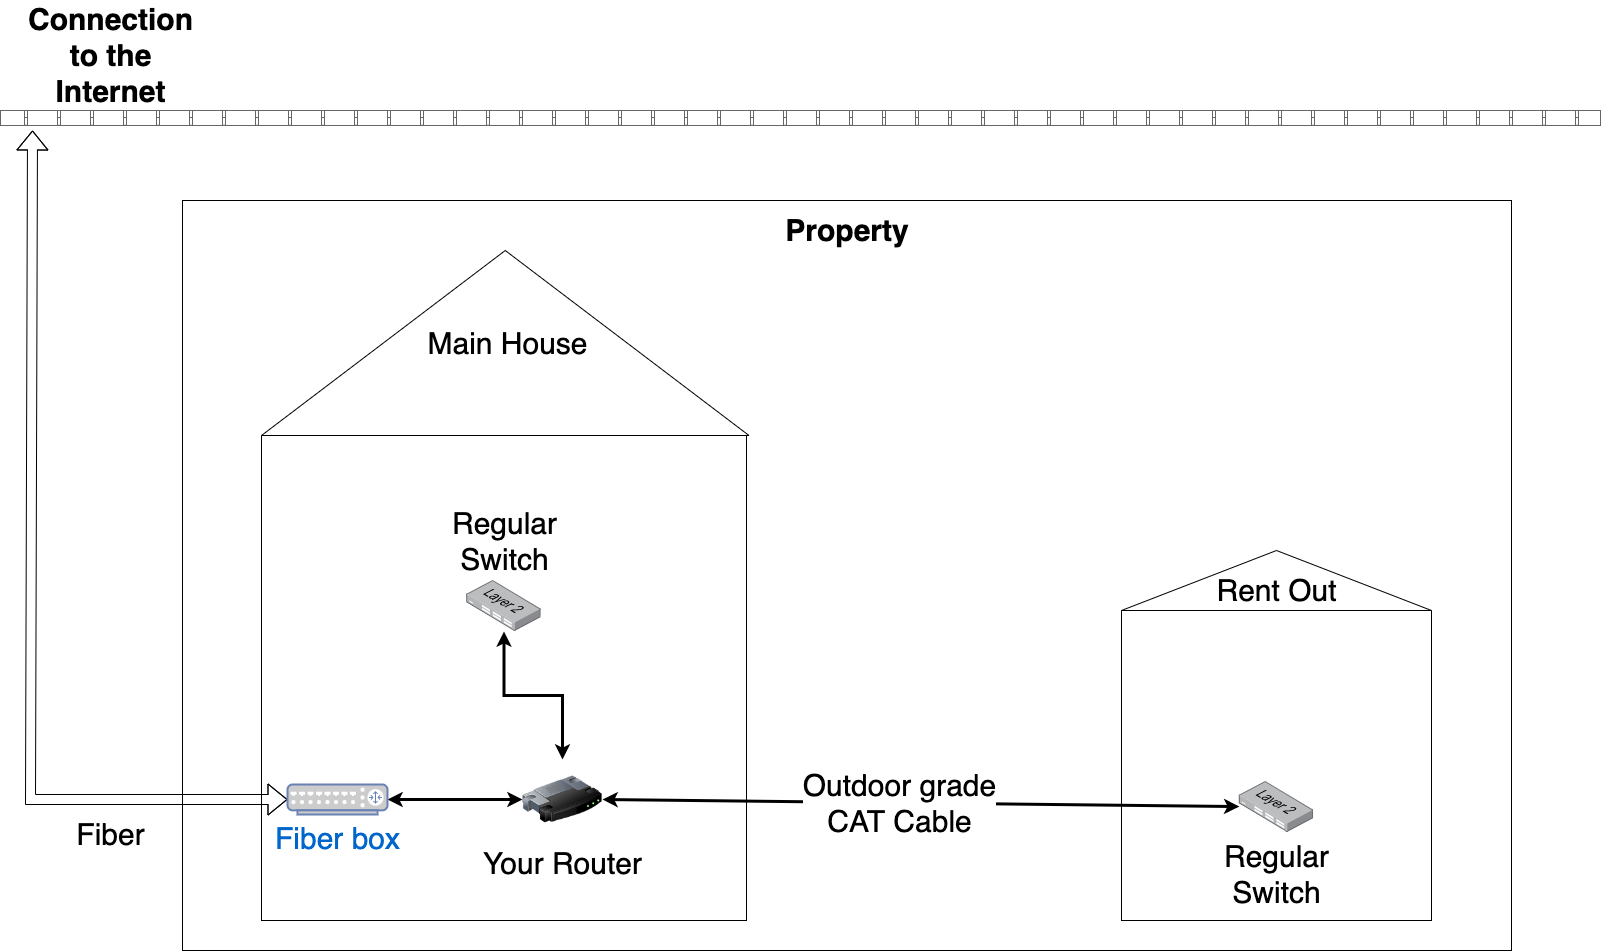 Connection
to the
Internet
Property
Main House
Regular
Switch
Layer 2
Rent Out
Outdoor grade
CAT Cable
Layer 2
Fiber
Fiber box
Your Router
Regular
Switch